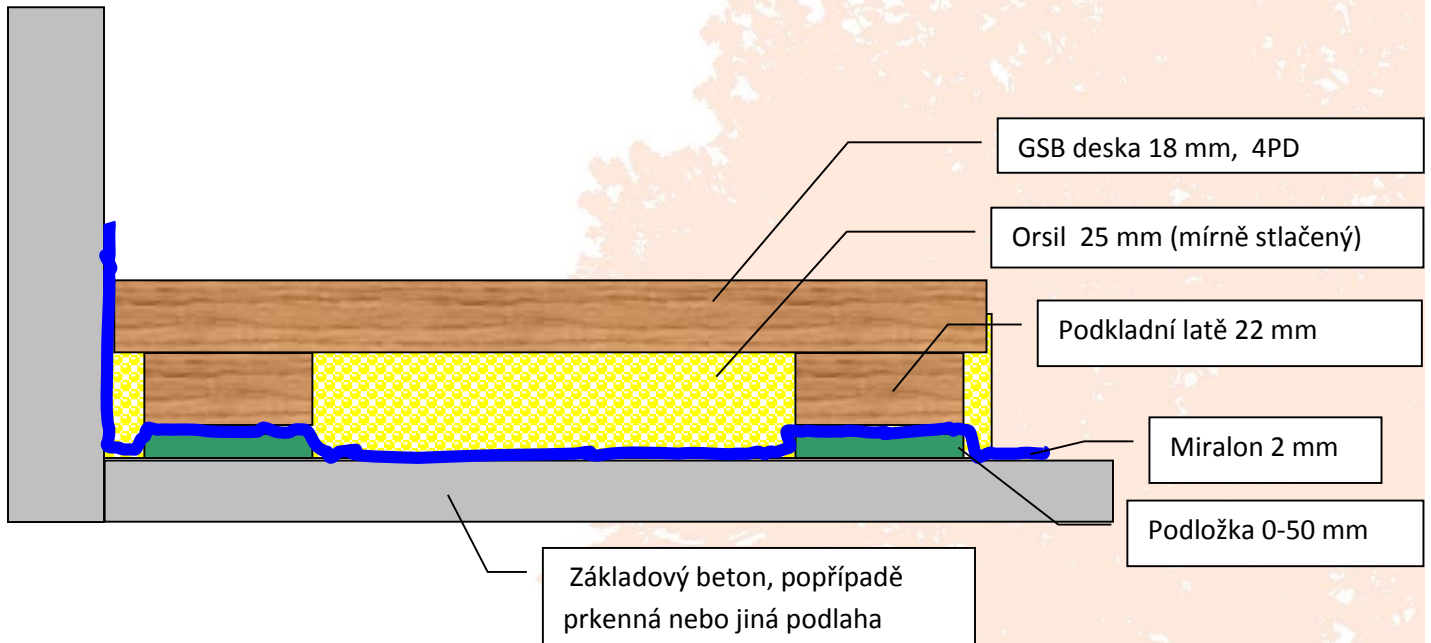 GSB deska 18 mm, 4PD
Orsil 25 mm (mírně stlačený)
Podkladní latě 22 mm
Miralon 2 mm
Podložka 0-50 mm
Základový beton, popřípadě
prkenná nebo jiná podlaha